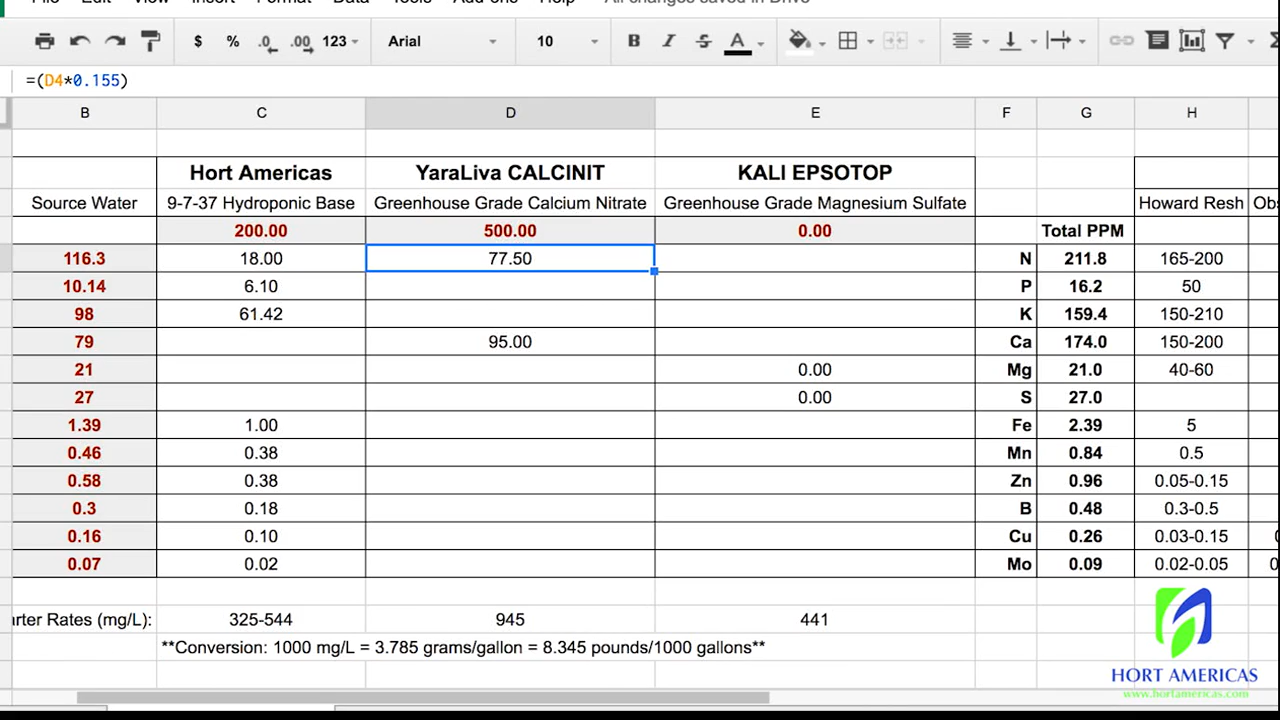 File Edit View Insert Format Data Tools Add-ons Help All changes saved in Drive
$ % .0 .00 123 Arial 10 B I S A
=(D4*0.155)
B C D E F G H
Hort Americas YaraLiva CALCINIT KALI EPSOTOP
Source Water 9-7-37 Hydroponic Base Greenhouse Grade Calcium Nitrate Greenhouse Grade Magnesium Sulfate Howard Resh Obs
200.00 500.00 0.00 Total PPM
116.3 18.00 77.50 N 211.8 165-200
10.14 6.10 P 16.2 50
98 61.42 K 159.4 150-210
79 95.00 Ca 174.0 150-200
21 0.00 Mg 21.0 40-60
27 0.00 S 27.0
1.39 1.00 Fe 2.39 5
0.46 0.38 Mn 0.84 0.5
0.58 0.38 Zn 0.96 0.05-0.15
0.3 0.18 B 0.48 0.3-0.5
0.16 0.10 Cu 0.26 0.03-0.15
0.07 0.02 Mo 0.09 0.02-0.05
rter Rates (mg/L): 325-544 945 441
**Conversion: 1000 mg/L = 3.785 grams/gallon = 8.345 pounds/1000 gallons**
HORT AMERICAS
www.hortamericas.com